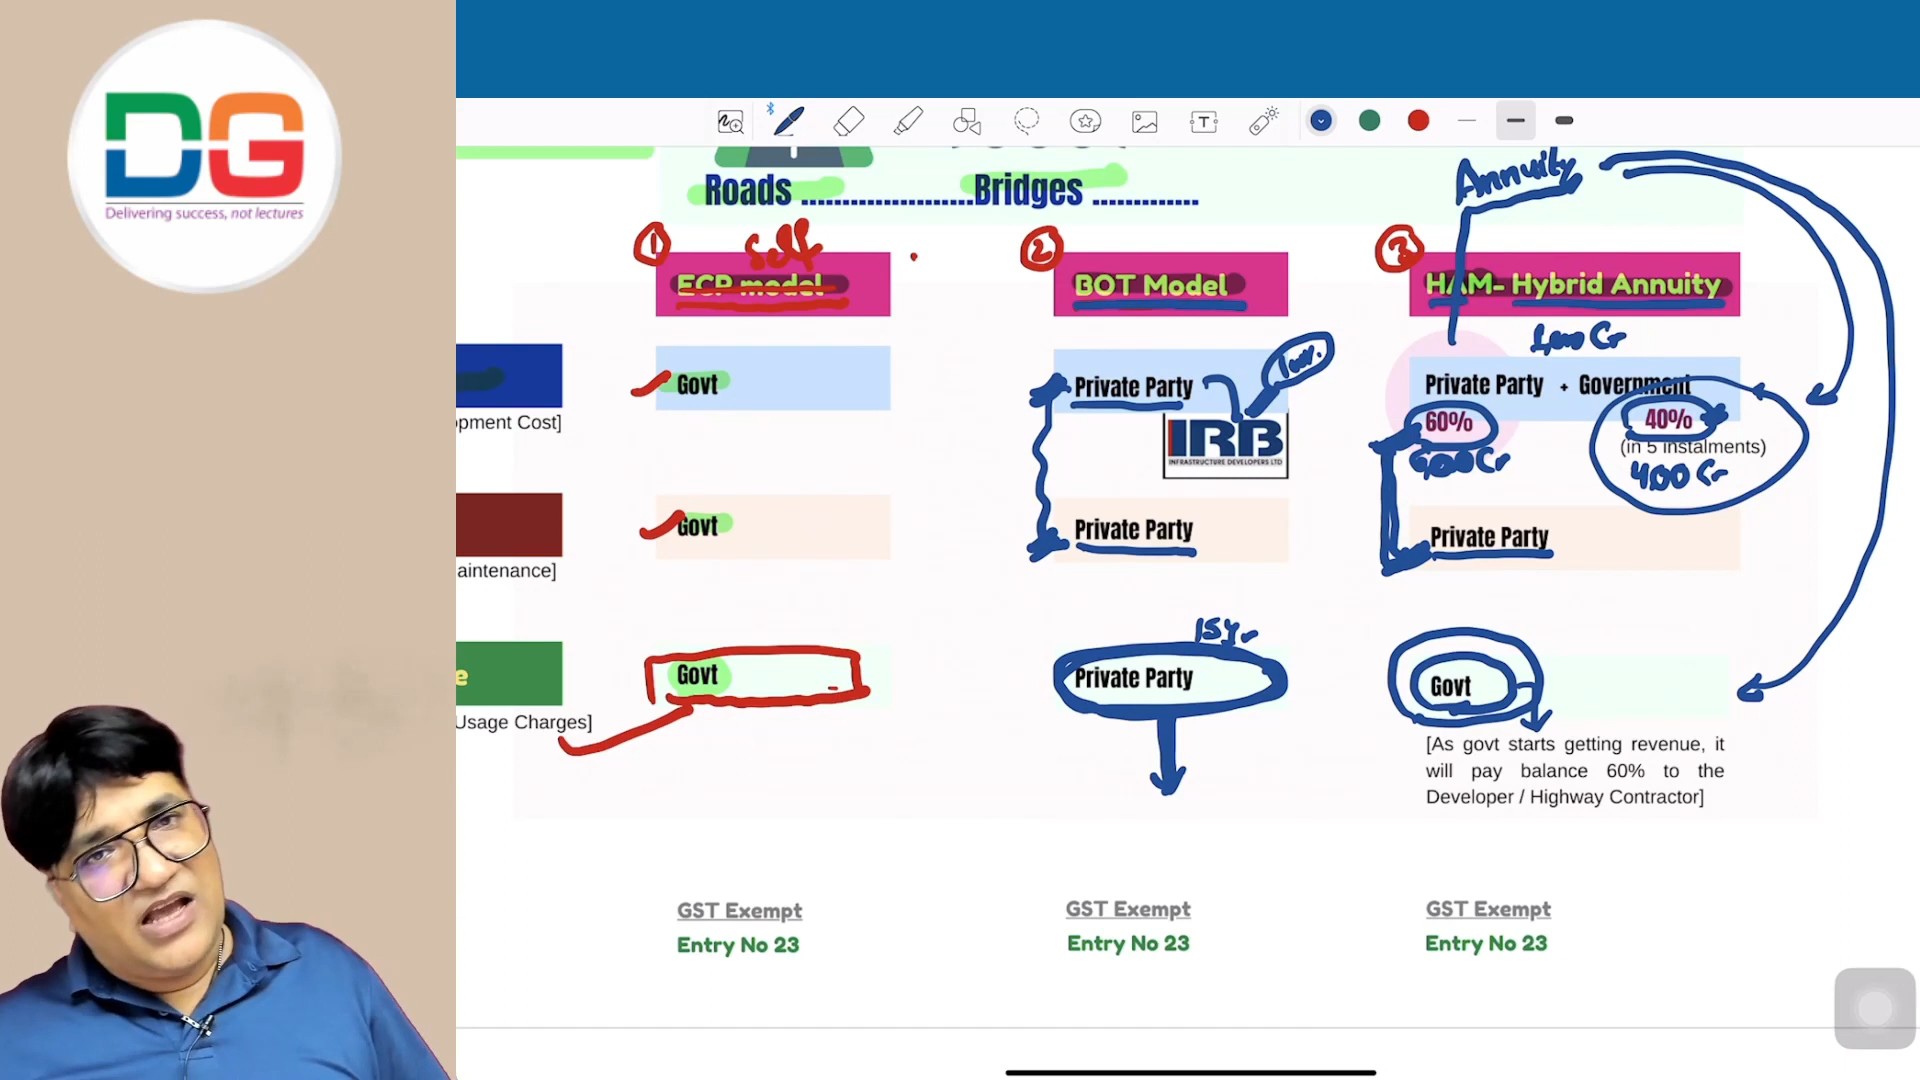 DG
Delivering success, not lectures
T
Annuity
Roads ......................Bridges .............
1 self 2 3
ECP model BOT Model HAM- Hybrid Annuity
1,000 Cr
Govt Private Party Private Party + Government
60% 40%
(in 5 instalments)
600 Cr 400 Cr
IRB
INFRASTRUCTURE DEVELOPERS LTD
opment Cost]
Govt Private Party Private Party
aintenance]
15yr
e Govt Private Party Govt
Usage Charges]
[As govt starts getting revenue, it
will pay balance 60% to the
Developer / Highway Contractor]
GST Exempt GST Exempt GST Exempt
Entry No 23 Entry No 23 Entry No 23